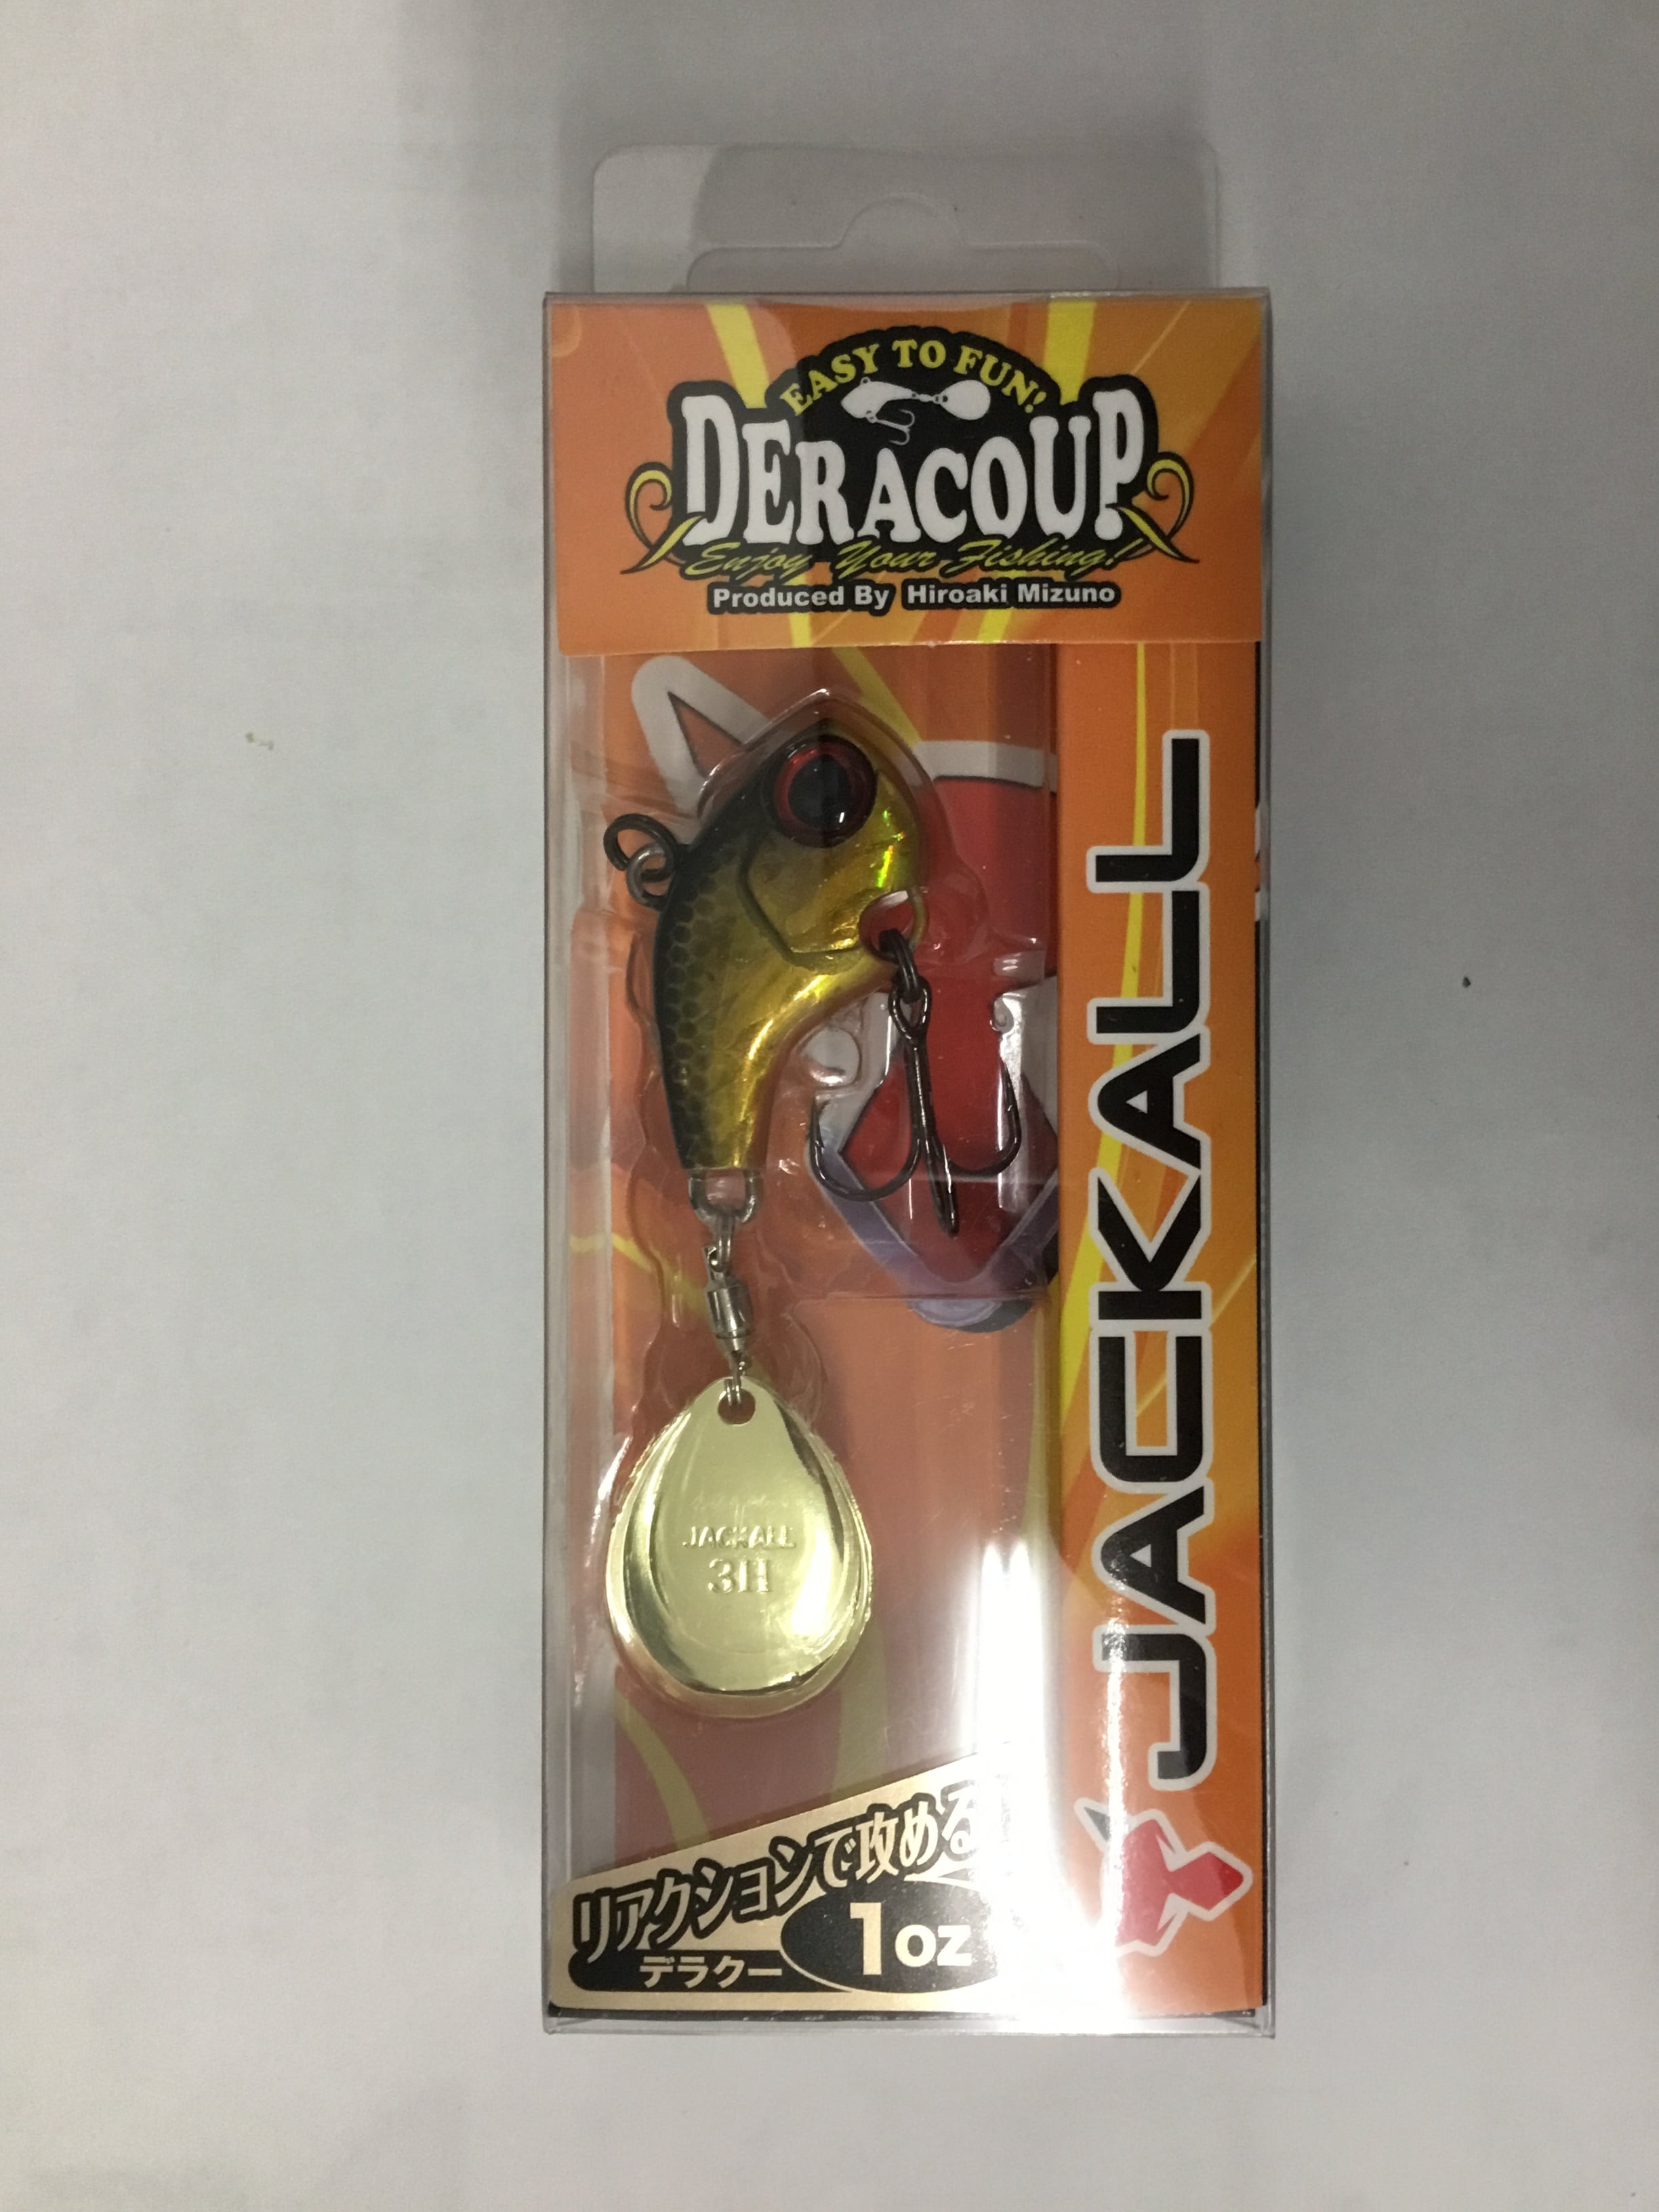 EASY TO FUN!
DERACOUP
Enjoy Your Fishing!
Produced By Hiroaki Mizuno
JACKALL
JACKALL
3H
リアクションで攻める
デラクー
1oz